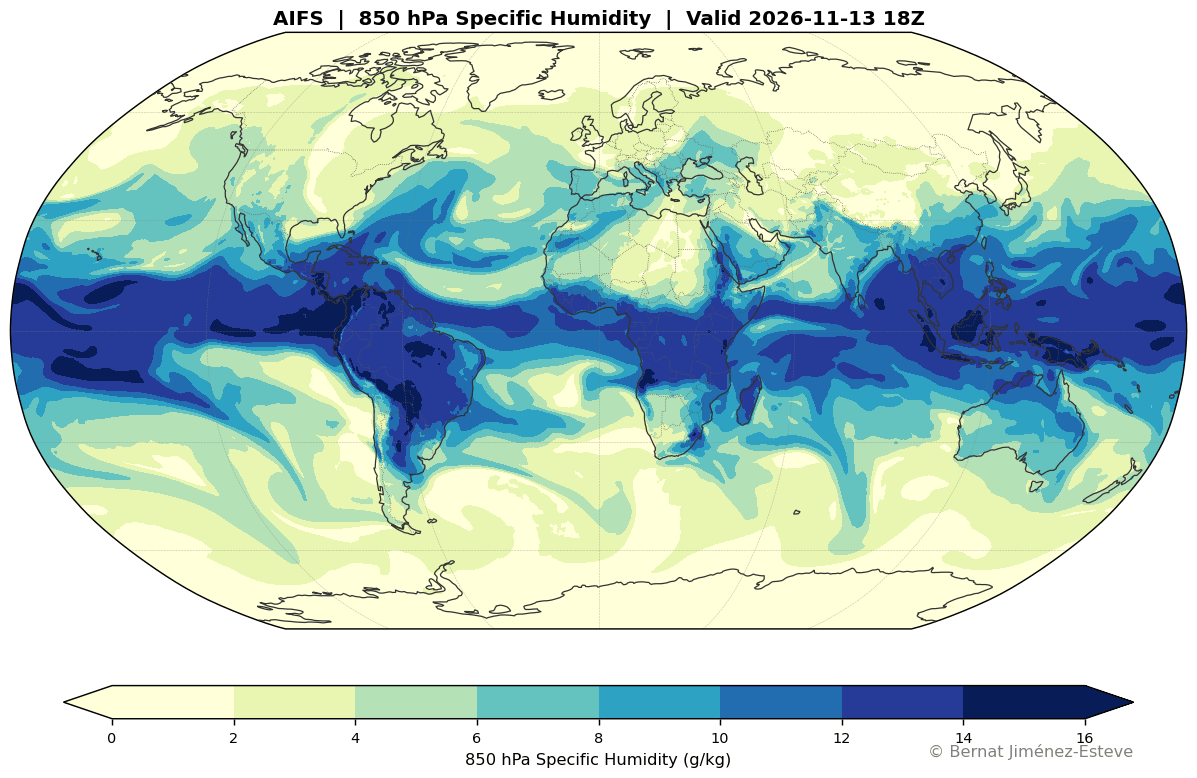 AIFS | 850 hPa Specific Humidity | Valid 2026-11-13 18Z
0 2 4 6 8 10 12 14 16
850 hPa Specific Humidity (g/kg)
© Bernat Jiménez-Esteve